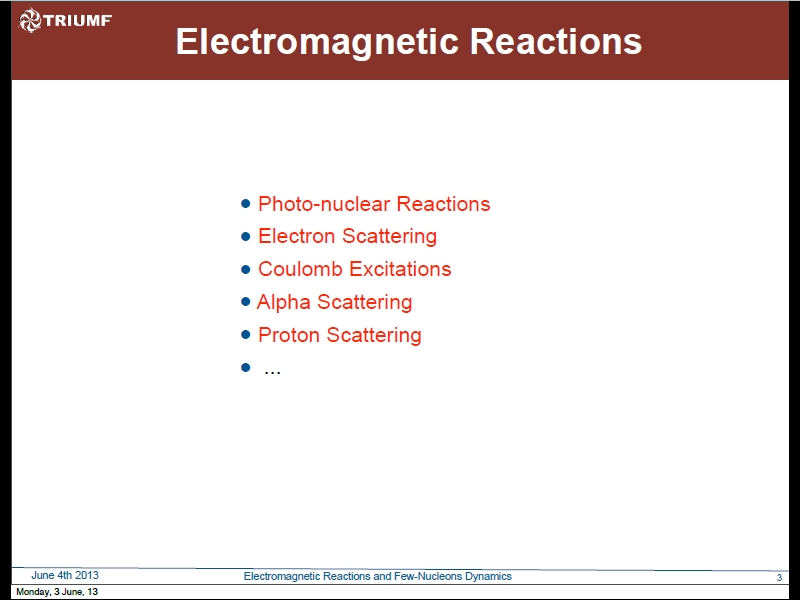 TRIUMF
Electromagnetic Reactions
• Photo-nuclear Reactions
• Electron Scattering
• Coulomb Excitations
• Alpha Scattering
• Proton Scattering
• ...
June 4th 2013
Electromagnetic Reactions and Few-Nucleons Dynamics
3
Monday, 3 June, 13